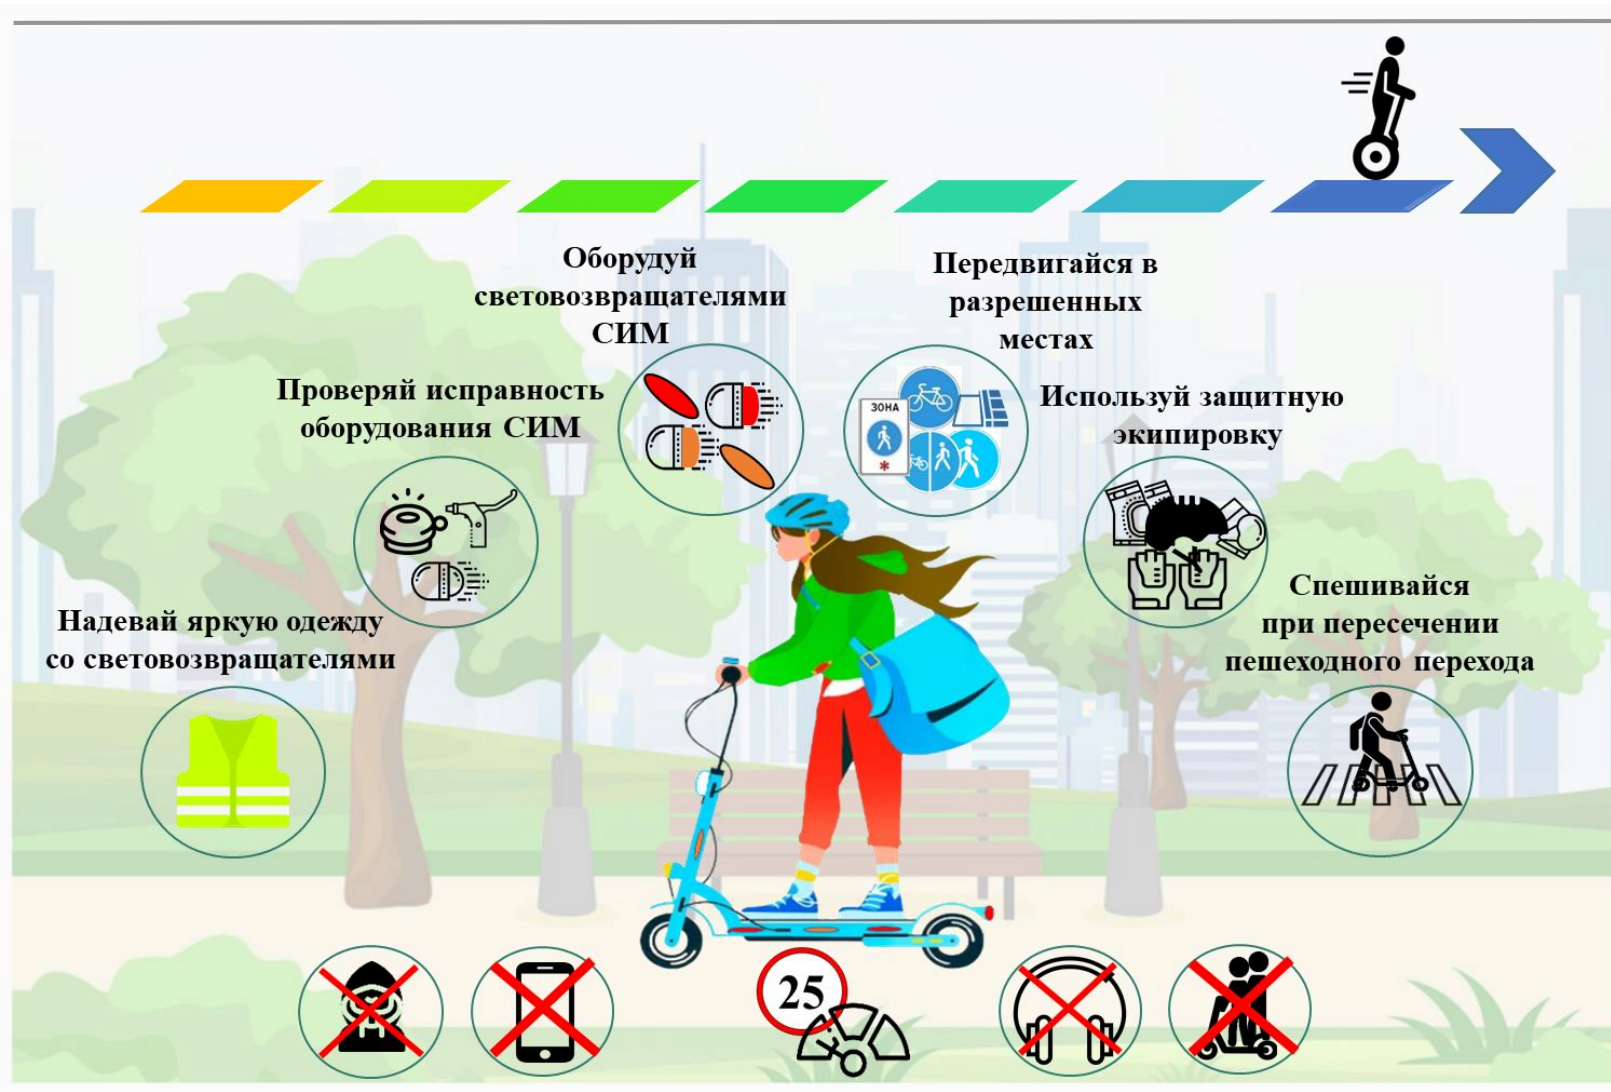 Оборудуй
световозвращателями
СИМ
Передвигайся в
разрешенных
местах
Проверяй исправность
оборудования СИМ
ЗОНА
Используй защитную
экипировку
Надевай яркую одежду
со световозвращателями
Спешивайся
при пересечении
пешеходного перехода
25